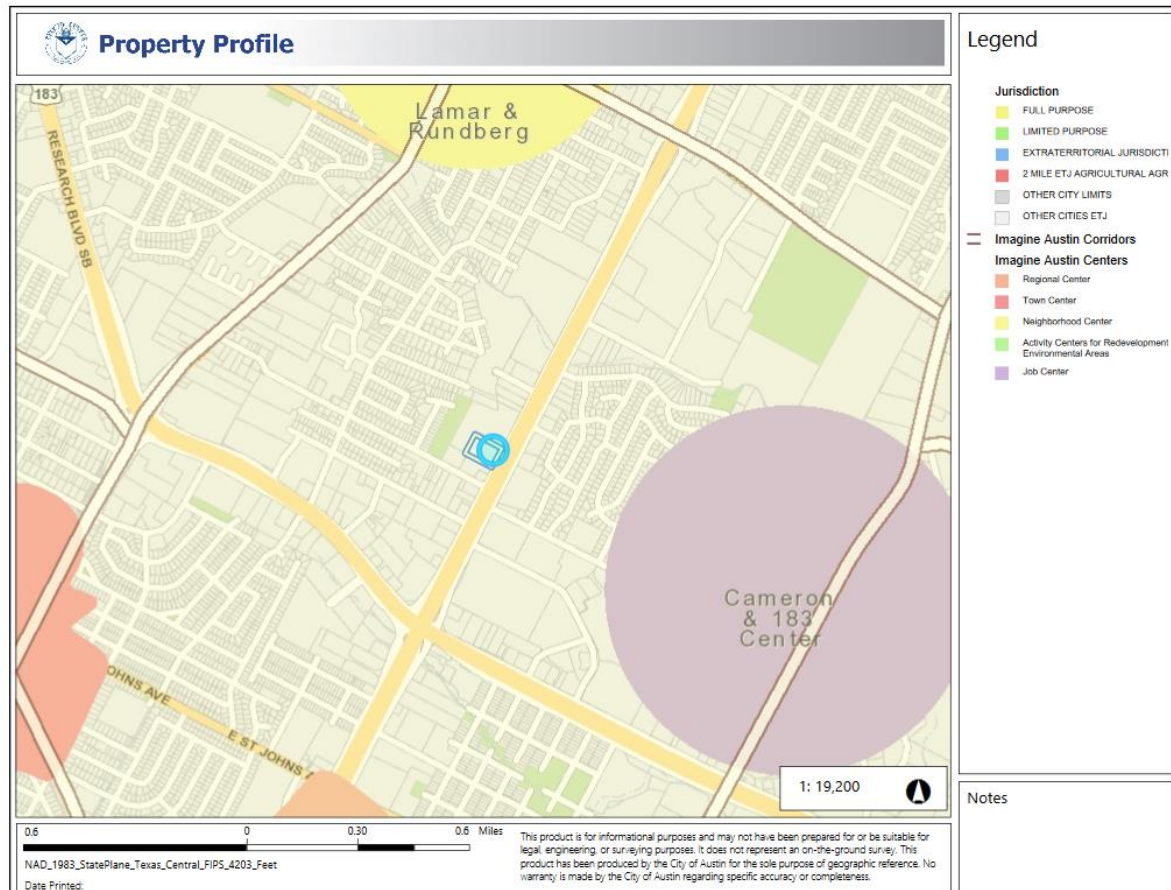 Property Profile
183
RESEARCH BLVD SB
Lamar &
Rundberg
Cameron
& 183
Center
JOHNS AVE
E ST JOHNS A
1: 19,200
Legend
Jurisdiction
FULL PURPOSE
LIMITED PURPOSE
EXTRATERRITORIAL JURISDICTI
2 MILE ETJ AGRICULTURAL AGR
OTHER CITY LIMITS
OTHER CITIES ETJ
Imagine Austin Corridors
Imagine Austin Centers
Regional Center
Town Center
Neighborhood Center
Activity Centers for Redevelopment
Environmental Areas
Job Center
Notes
0.6 0 0.30 0.6 Miles
NAD_1983_StatePlane_Texas_Central_FIPS_4203_Feet
Date Printed:
This product is for informational purposes and may not have been prepared for or be suitable for
legal, engineering, or surveying purposes. It does not represent an on-the-ground survey. This
product has been produced by the City of Austin for the sole purpose of geographic reference. No
warranty is made by the City of Austin regarding specific accuracy or completeness.